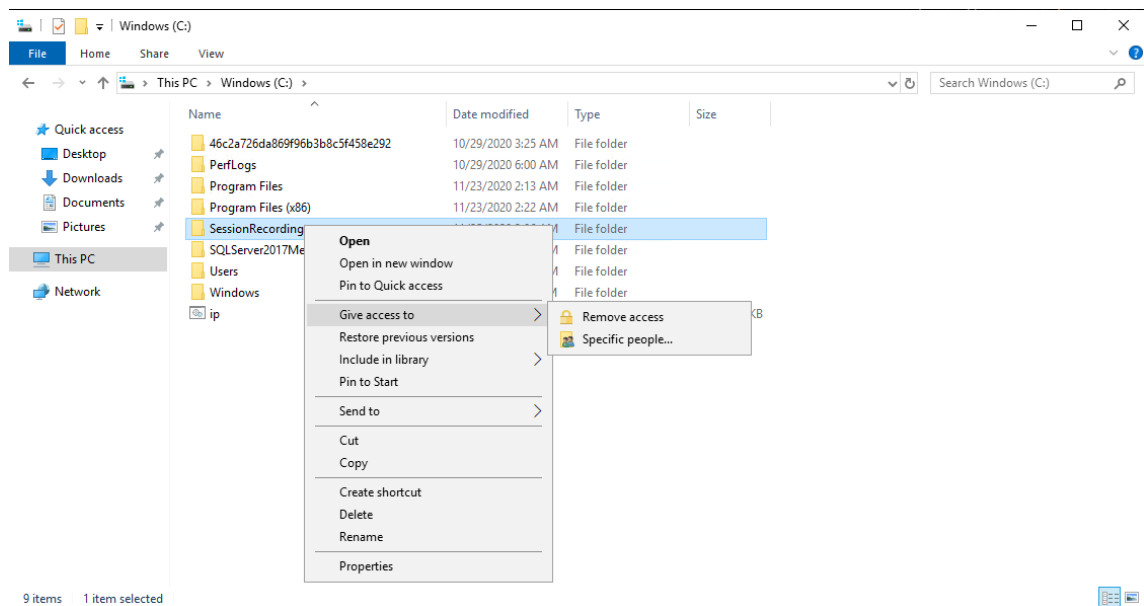 Windows (C:)
File Home Share View
This PC > Windows (C:) > Search Windows (C:)
Name Date modified Type Size
Quick access
Desktop
Downloads
Documents
Pictures
This PC
Network
46c2a726da869f96b3b8c5f458e292 10/29/2020 3:25 AM File folder
PerfLogs 10/29/2020 6:00 AM File folder
Program Files 11/23/2020 2:13 AM File folder
Program Files (x86) 11/23/2020 2:22 AM File folder
SessionRecording File folder
SQLServer2017Me File folder
Users File folder
Windows File folder
ip KB
Open
Open in new window
Pin to Quick access
Give access to
Restore previous versions
Include in library
Pin to Start
Send to
Cut
Copy
Create shortcut
Delete
Rename
Properties
Remove access
Specific people...
9 items 1 item selected